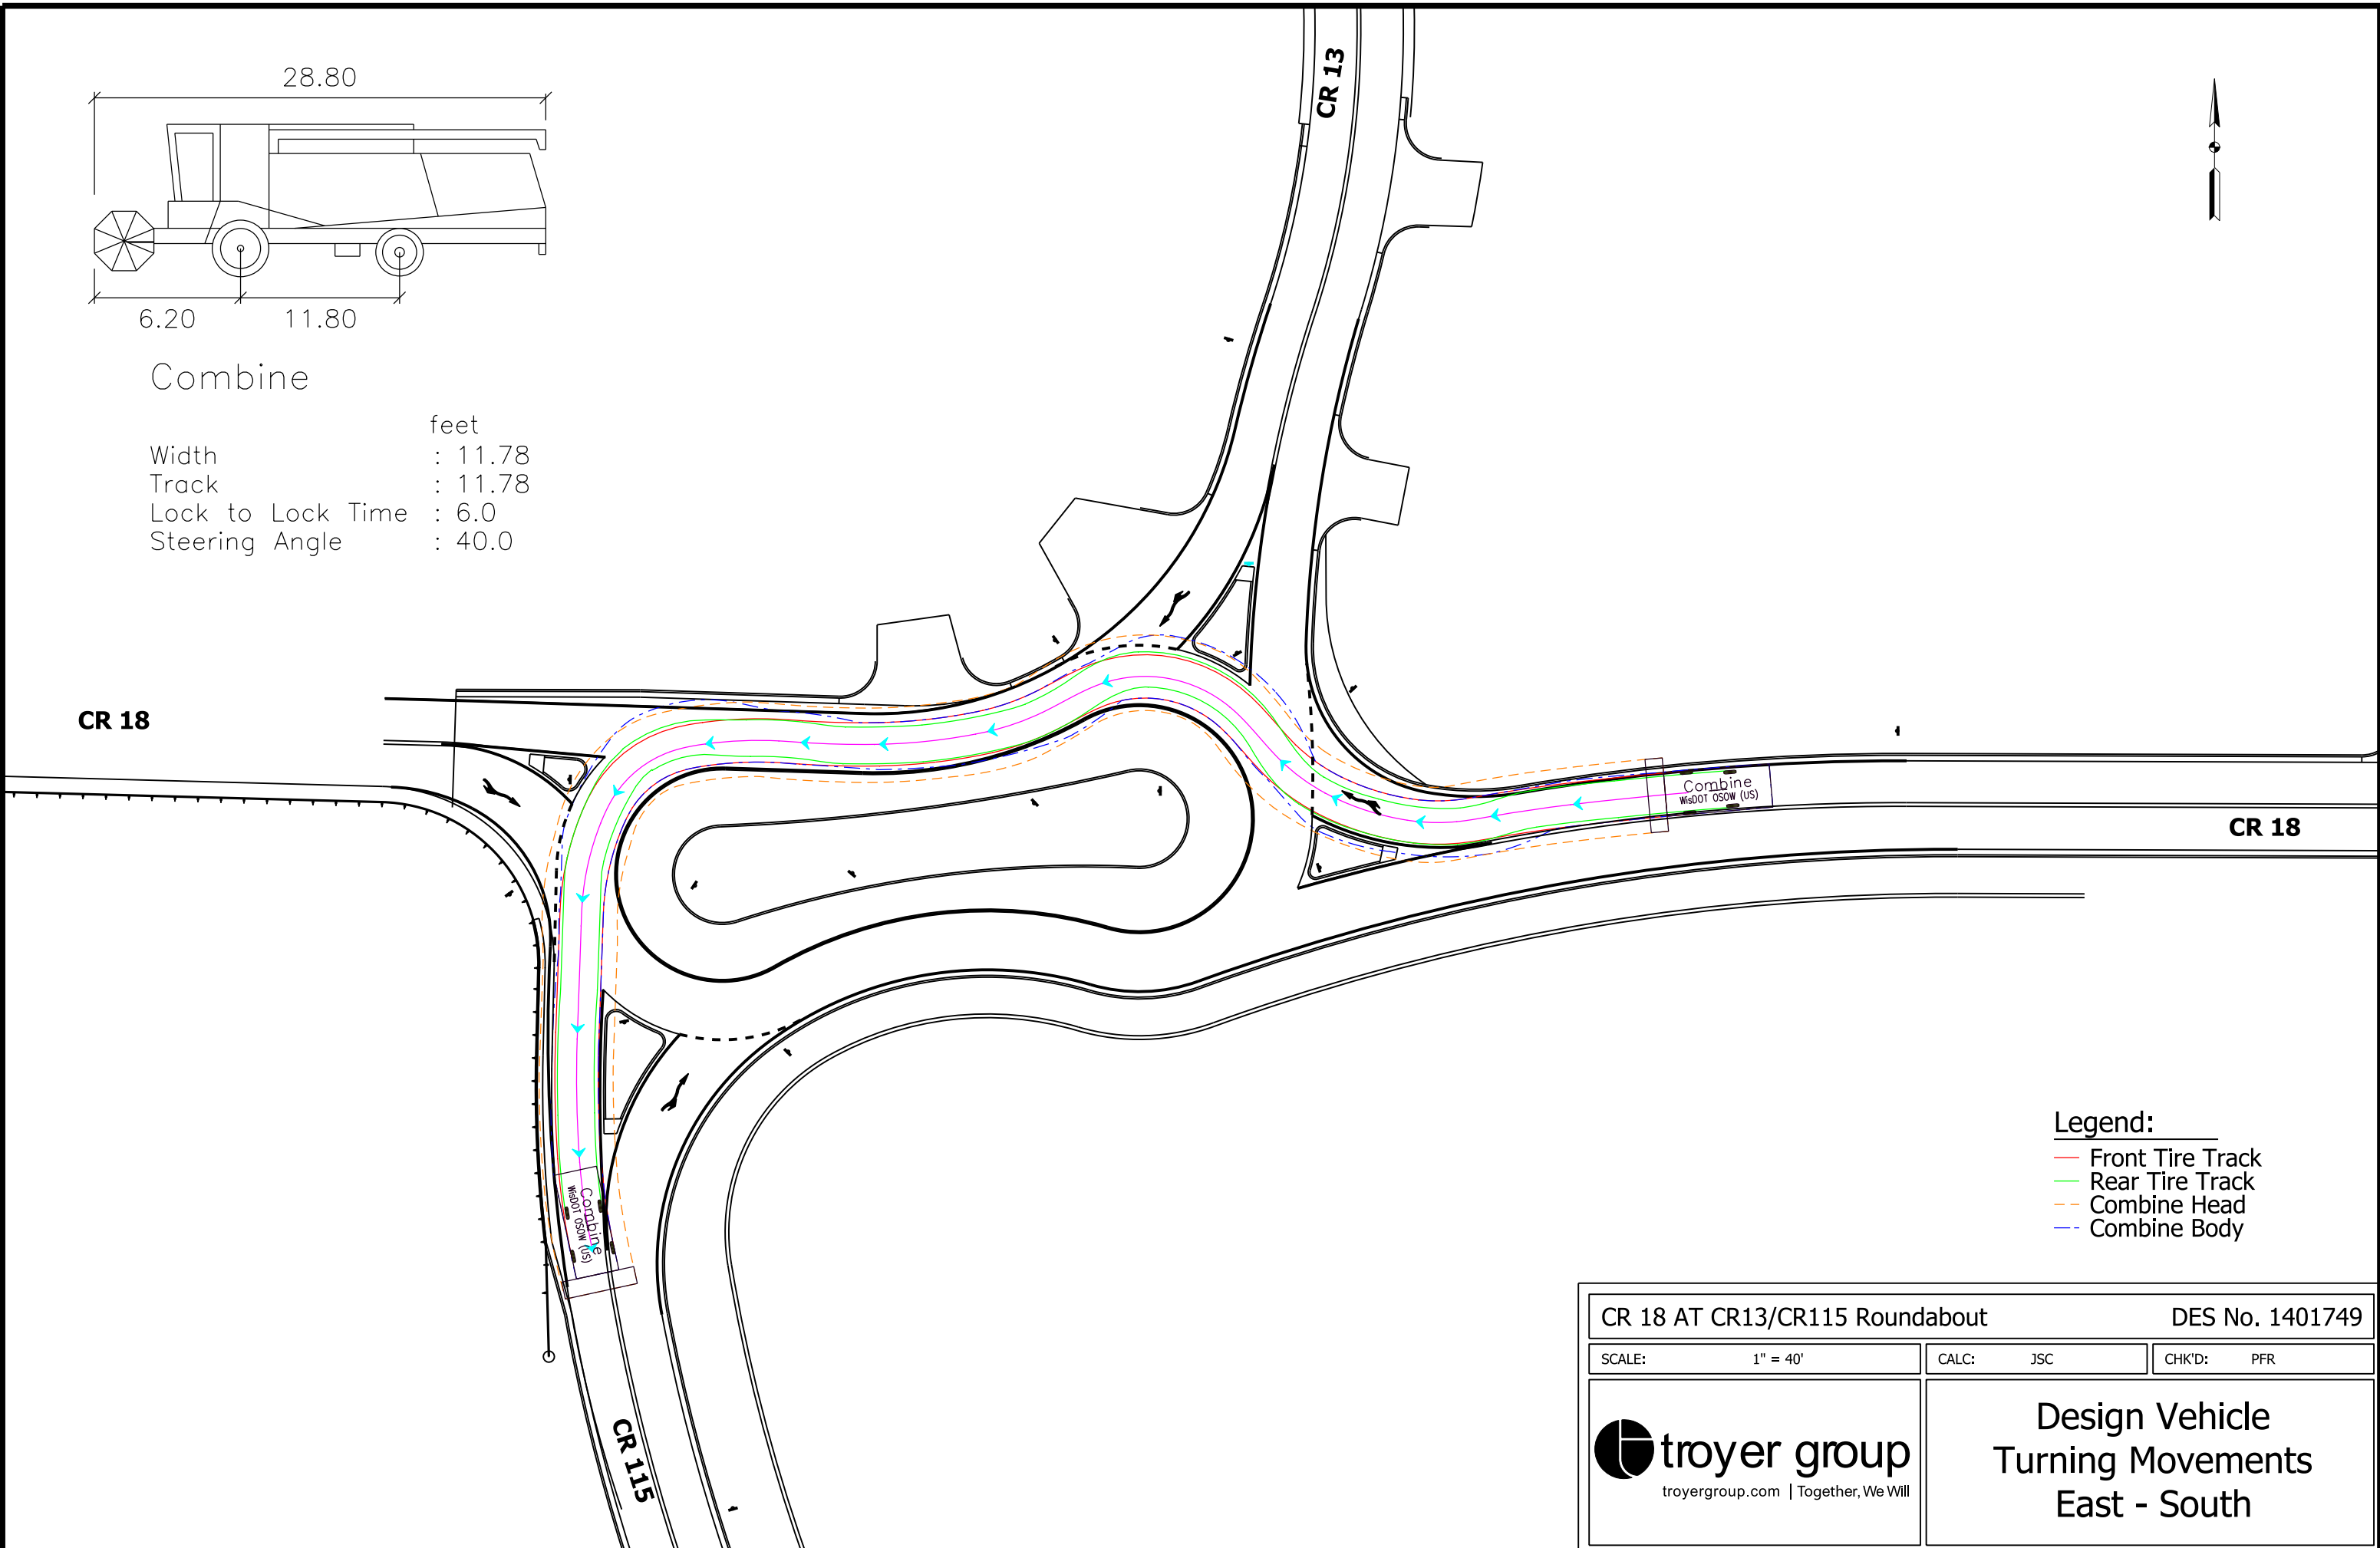 28.80
6.20 11.80
Combine
feet
Width : 11.78
Track : 11.78
Lock to Lock Time : 6.0
Steering Angle : 40.0
CR 13
CR 18
Combine
WisDOT OSOW (US)
CR 18
Combine
WisDOT OSOW (US)
CR 115
Legend:
Front Tire Track
Rear Tire Track
Combine Head
Combine Body
CR 18 AT CR13/CR115 Roundabout DES No. 1401749
SCALE: 1" = 40' CALC: JSC CHK'D: PFR
troyer group
troyergroup.com | Together, We Will
Design Vehicle
Turning Movements
East - South